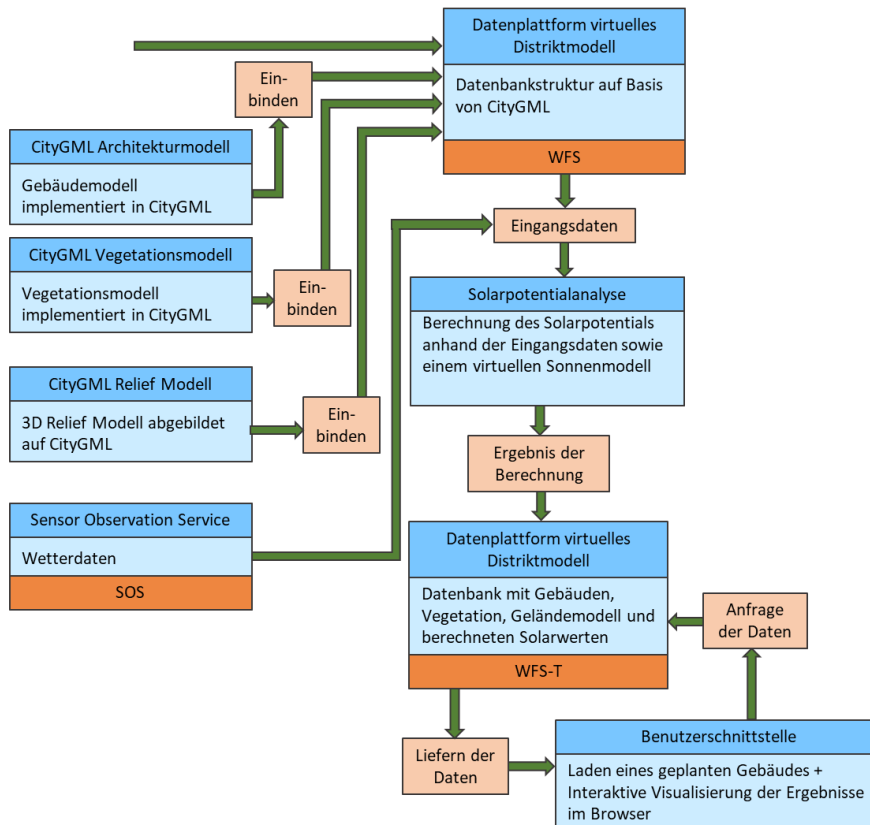 Datenplattform virtuelles
Distriktmodell
Datenbankstruktur auf Basis
von CityGML
WFS
Ein-
binden
CityGML Architekturmodell
Gebäudemodell
implementiert in CityGML
Eingangsdaten
CityGML Vegetationsmodell
Vegetationsmodell
implementiert in CityGML
Ein-
binden
Solarpotentialanalyse
Berechnung des Solarpotentials
anhand der Eingangsdaten sowie
einem virtuellen Sonnenmodell
CityGML Relief Modell
3D Relief Modell abgebildet
auf CityGML
Ein-
binden
Ergebnis der
Berechnung
Sensor Observation Service
Wetterdaten
SOS
Datenplattform virtuelles
Distriktmodell
Datenbank mit Gebäuden,
Vegetation, Geländemodell und
berechneten Solarwerten
WFS-T
Anfrage
der Daten
Liefern der
Daten
Benutzerschnittstelle
Laden eines geplanten Gebäudes +
Interaktive Visualisierung der Ergebnisse
im Browser